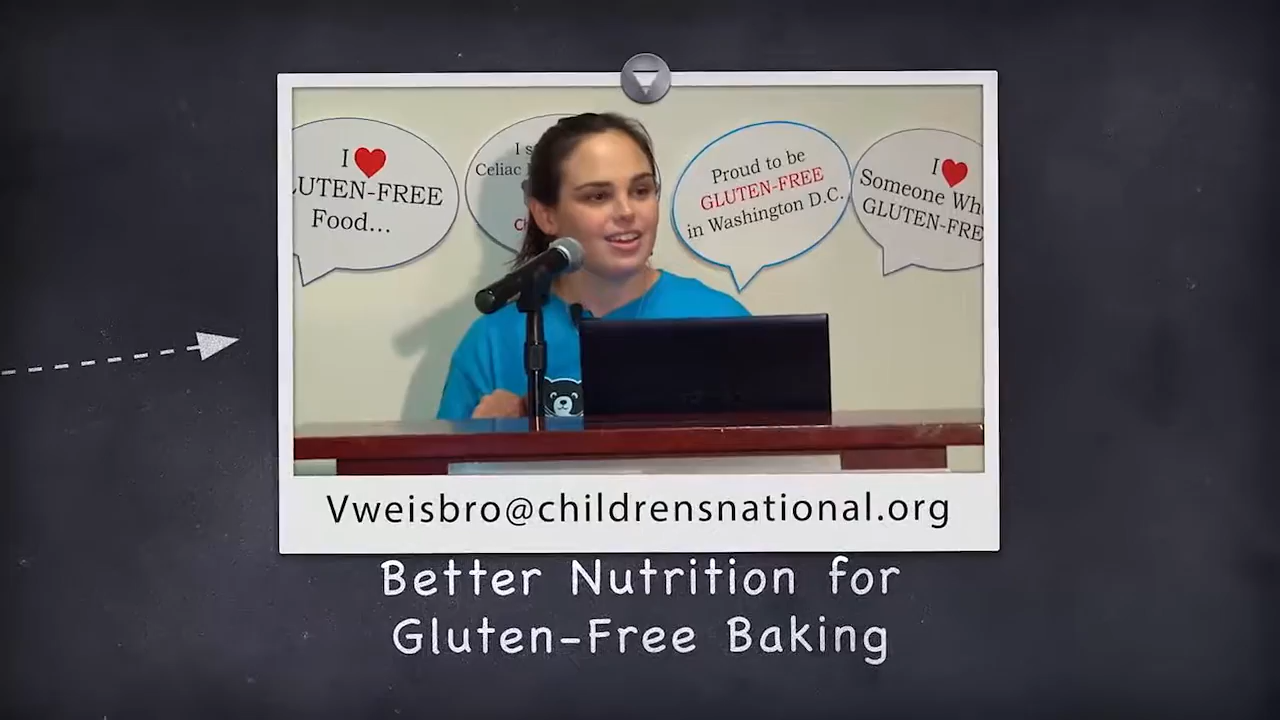 I
LUTEN-FREE
Food...
I
Celiac
Proud to be
GLUTEN-FREE
in Washington D.C.
I
Someone
GLUTEN-FRE
Vweisbro@childrensnational.org
Better Nutrition for
Gluten-Free Baking